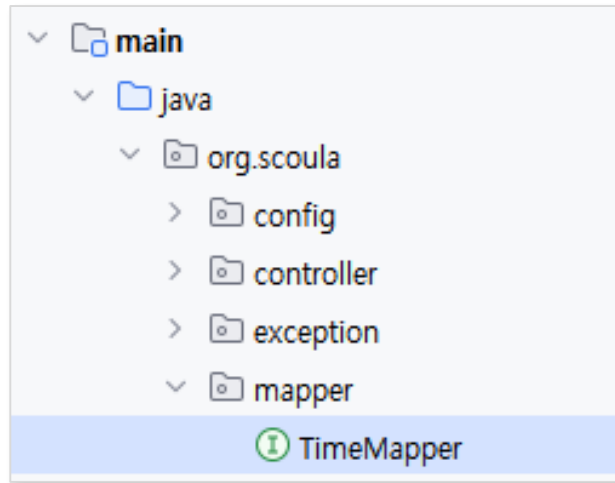 main
java
org.scoula
config
controller
exception
mapper
TimeMapper